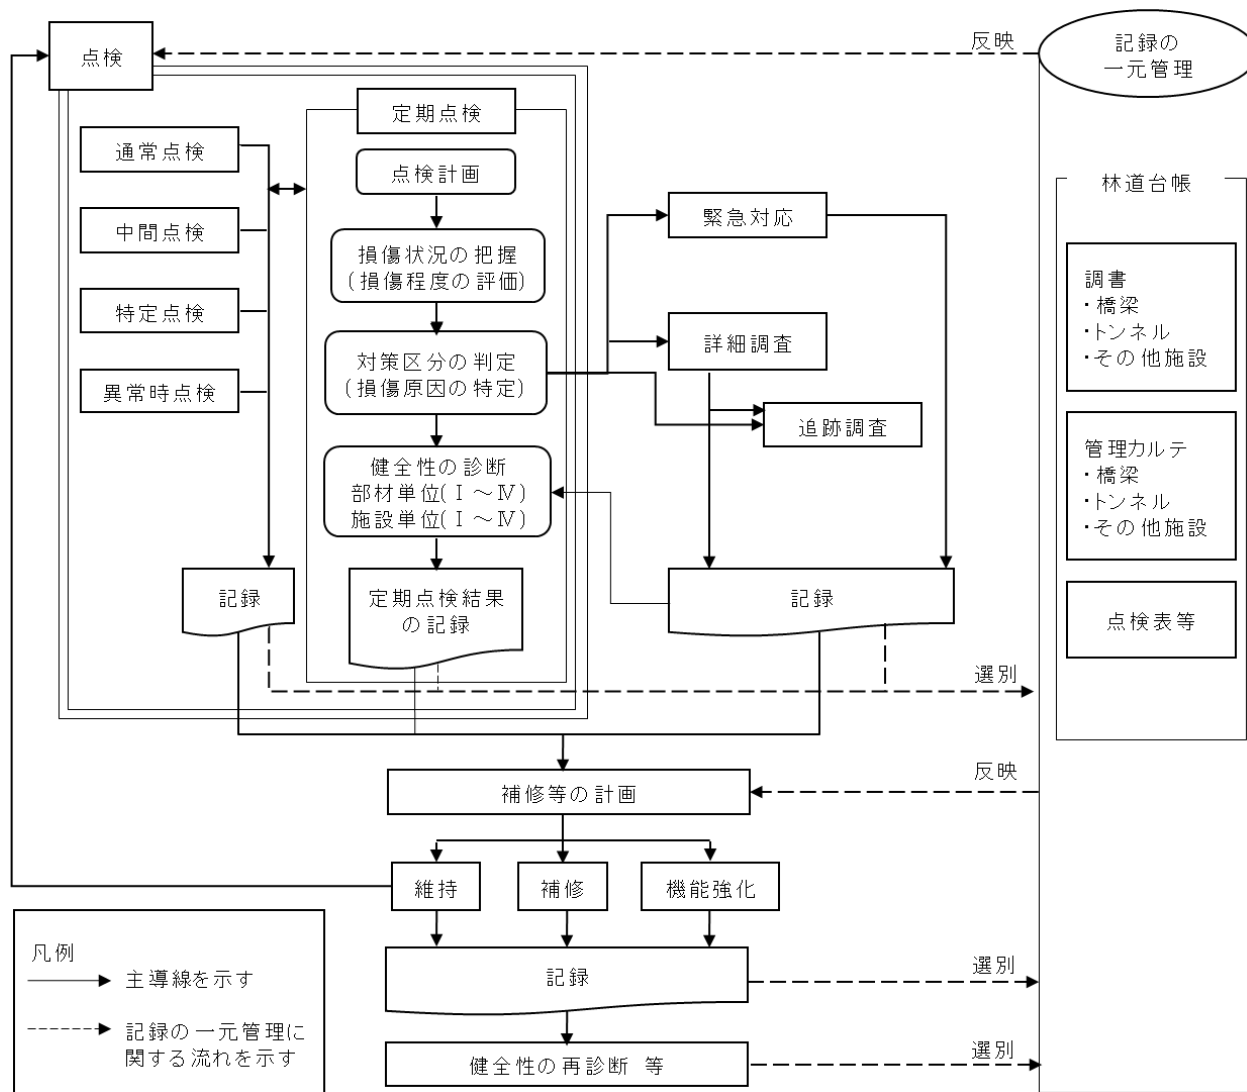 点検
反映
記録の
一元管理
定期点検
通常点検
点検計画
林道台帳
中間点検
緊急対応
損傷状況の把握
(損傷程度の評価)
調書
・橋梁
・トンネル
・その他施設
特定点検
詳細調査
対策区分の判定
(損傷原因の特定)
異常時点検
追跡調査
管理カルテ
・橋梁
・トンネル
・その他施設
健全性の診断
部材単位(Ⅰ～Ⅳ)
施設単位(Ⅰ～Ⅳ)
記録
定期点検結果
の記録
記録
点検表等
選別
反映
補修等の計画
維持
補修
機能強化
凡例
主導線を示す
記録の一元管理に
関する流れを示す
記録
選別
健全性の再診断 等
選別